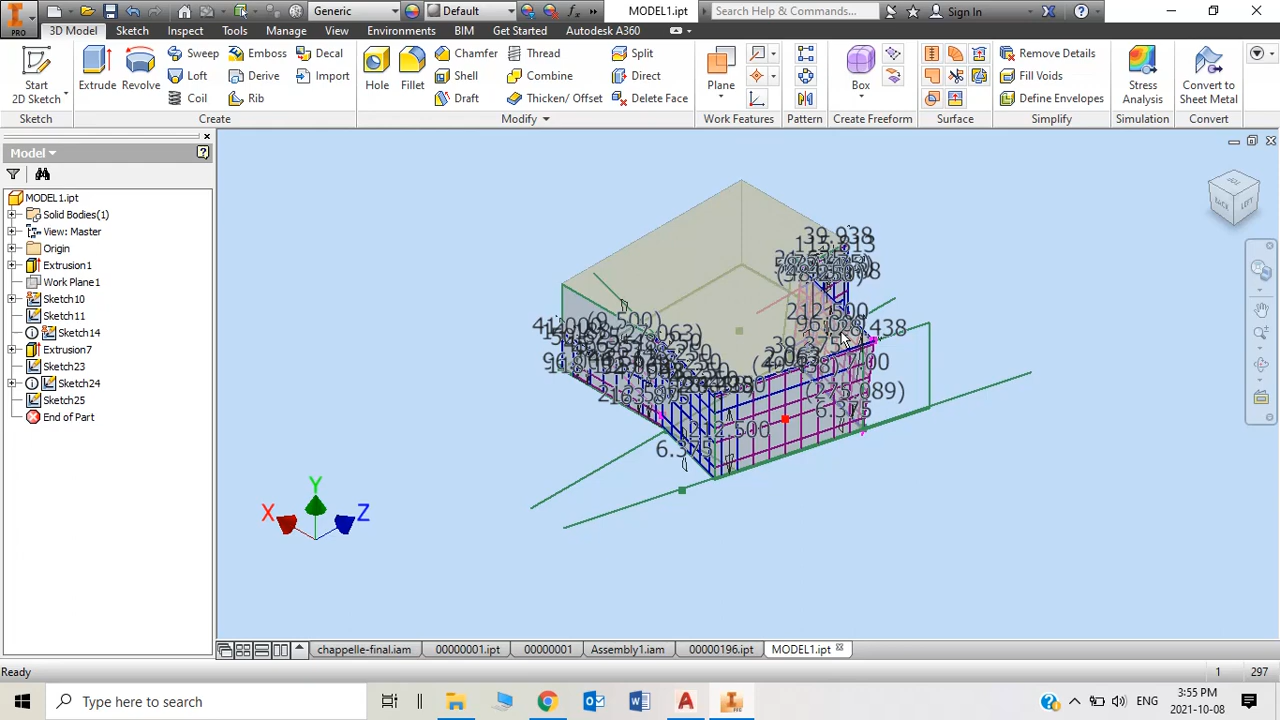 Generic
Default
MODEL1.ipt
Search Help & Commands...
Sign In
PRO
3D Model Sketch Inspect Tools Manage View Environments BIM Get Started Autodesk A360
Start
2D Sketch
Extrude
Revolve
Sweep
Loft
Coil
Emboss
Derive
Rib
Decal
Import
Hole
Fillet
Chamfer
Shell
Draft
Thread
Combine
Thicken/ Offset
Split
Direct
Delete Face
Plane
Box
Remove Details
Fill Voids
Define Envelopes
Stress
Analysis
Convert to
Sheet Metal
Sketch Create Modify Work Features Pattern Create Freeform Surface Simplify Simulation Convert
Model
MODEL1.ipt
Solid Bodies(1)
View: Master
Origin
Extrusion1
Work Plane1
Sketch10
Sketch11
Sketch14
Extrusion7
Sketch23
Sketch24
Sketch25
End of Part
39.938
115.213
212.500
(9.500)
(275.089)
6.375
212.500
6.375
X
Y
Z
BACK
LEFT
chappelle-final.iam
00000001.ipt
00000001
Assembly1.iam
00000196.ipt
MODEL1.ipt
Ready
1
297
Type here to search
ENG
3:55 PM
2021-10-08